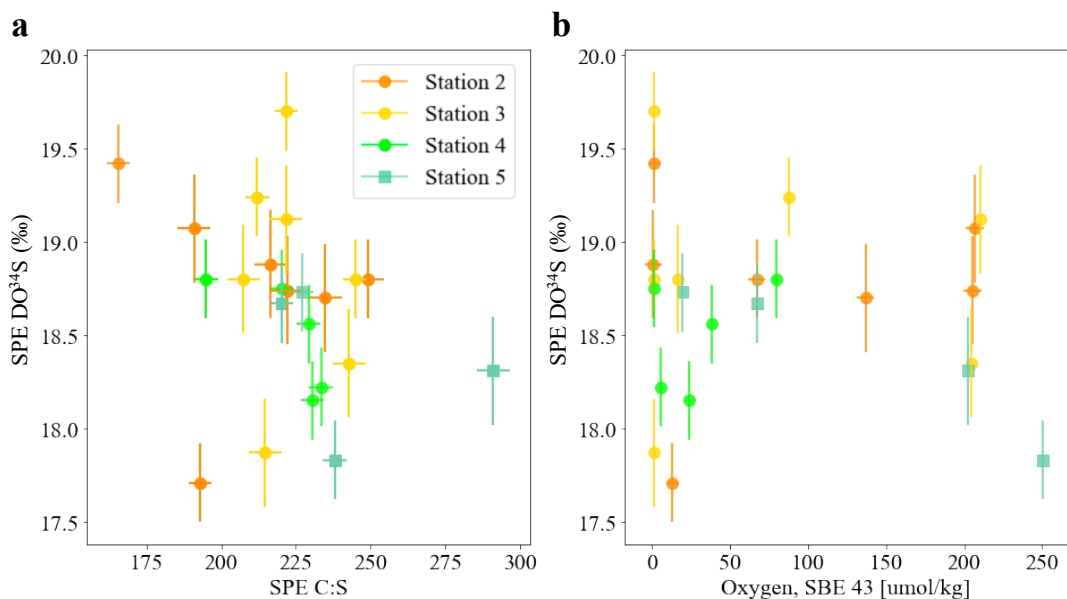 a
b
20.0
19.5
19.0
18.5
18.0
17.5
SPE DO³⁴S (‰)
Station 2
Station 3
Station 4
Station 5
175
200
225
250
275
300
SPE C:S
20.0
19.5
19.0
18.5
18.0
17.5
SPE DO³⁴S (‰)
0
50
100
150
200
250
Oxygen, SBE 43 [umol/kg]